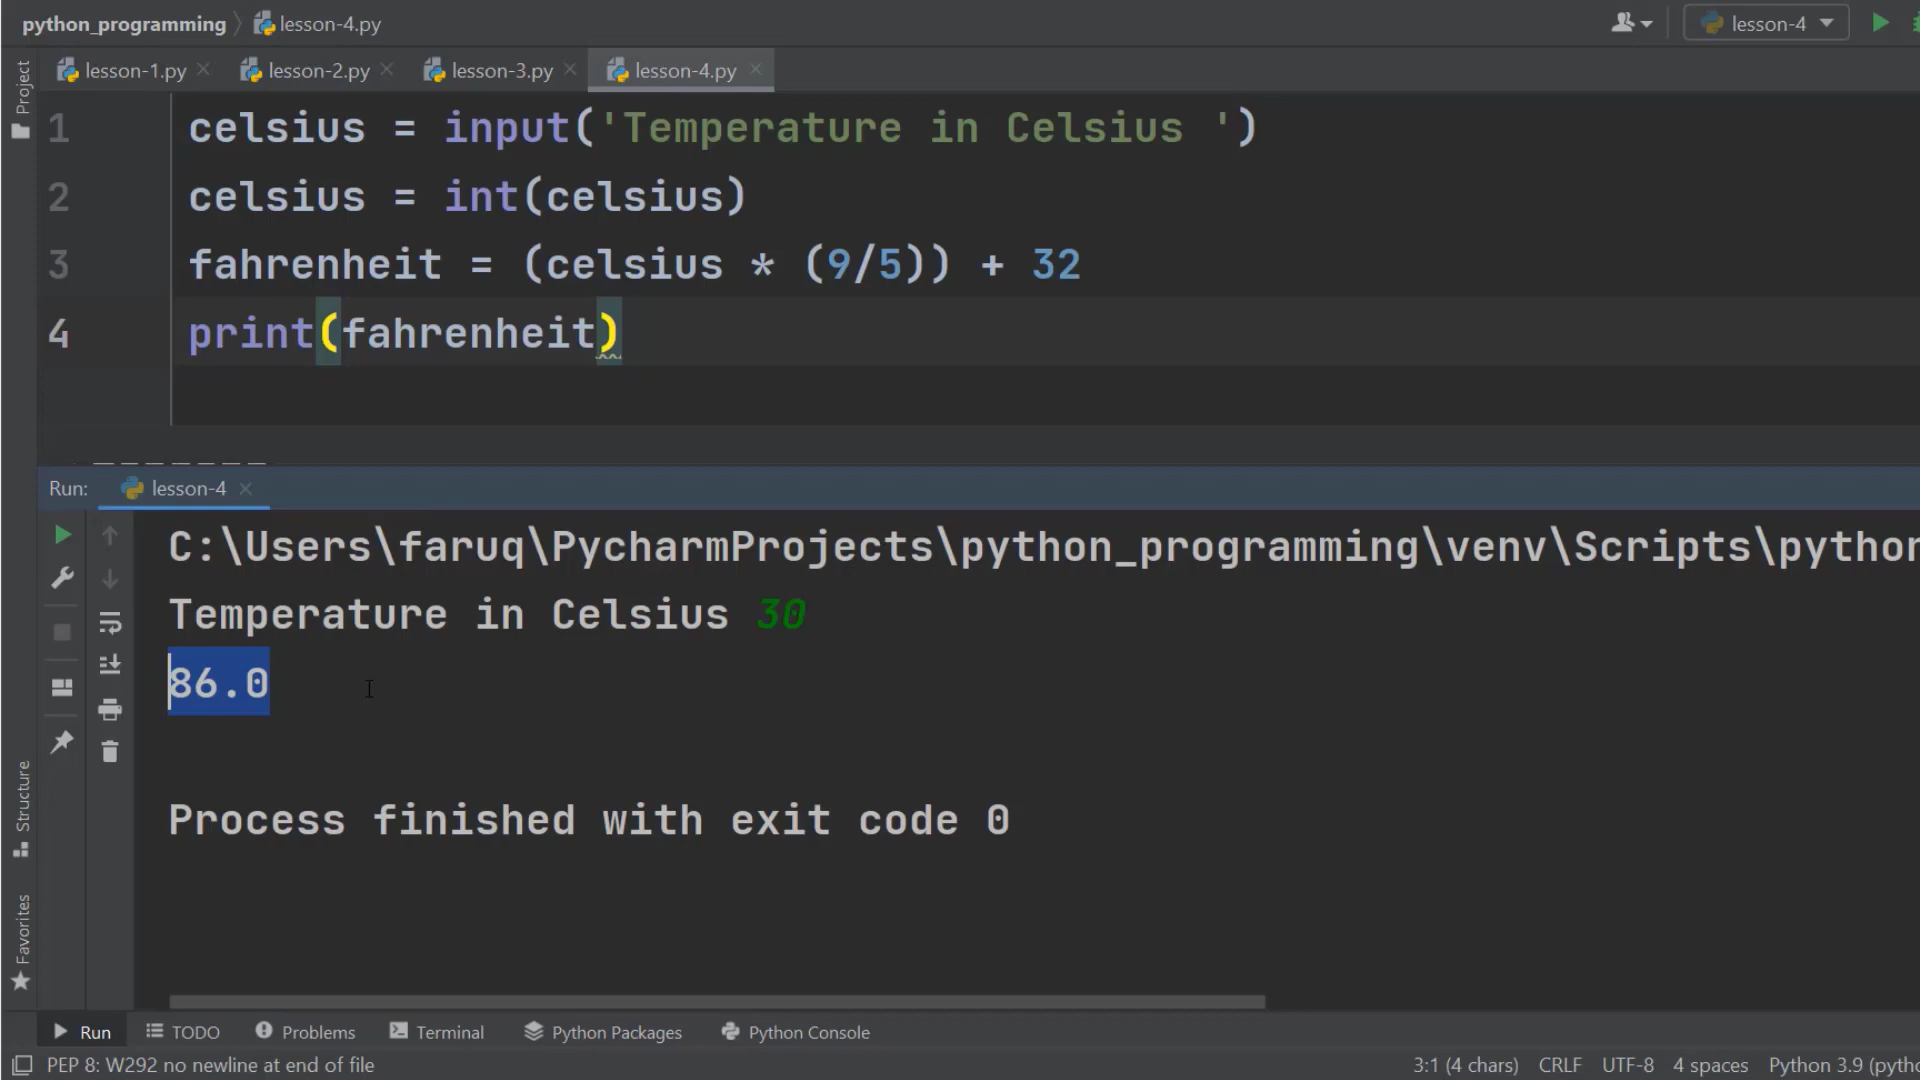 python_programming lesson-4.py lesson-4
lesson-1.py lesson-2.py lesson-3.py lesson-4.py
Project
1 celsius = input('Temperature in Celsius ')
2 celsius = int(celsius)
3 fahrenheit = (celsius * (9/5)) + 32
4 print(fahrenheit)
Run: lesson-4
C:\Users\faruq\PycharmProjects\python_programming\venv\Scripts\python
Temperature in Celsius 30
86.0
Process finished with exit code 0
Structure
Favorites
Run TODO Problems Terminal Python Packages Python Console
PEP 8: W292 no newline at end of file 3:1 (4 chars) CRLF UTF-8 4 spaces Python 3.9 (pytho